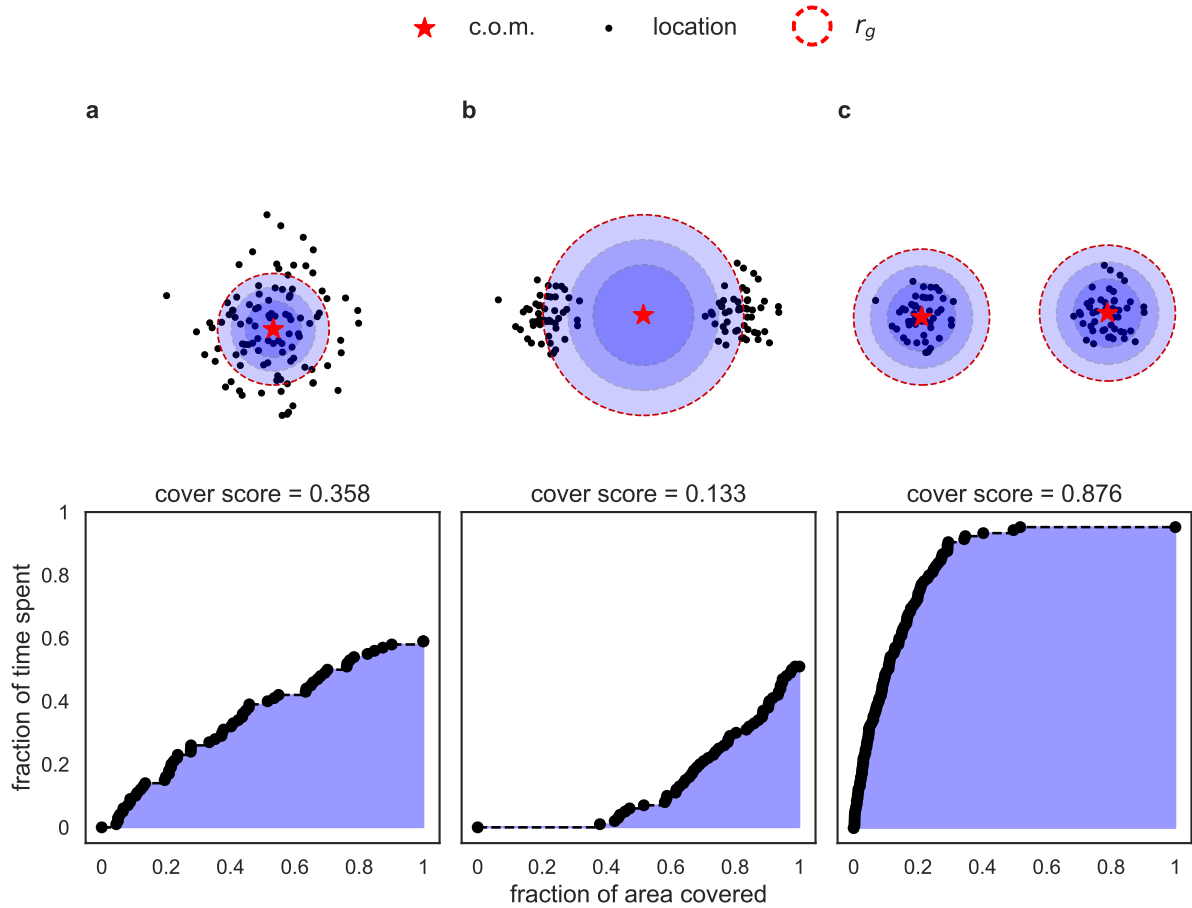 c.o.m. location r_g
a b c
cover score = 0.358 cover score = 0.133 cover score = 0.876
fraction of time spent
1
0.8
0.6
0.4
0.2
0
0 0.2 0.4 0.6 0.8 1 0 0.2 0.4 0.6 0.8 1 0 0.2 0.4 0.6 0.8 1
fraction of area covered